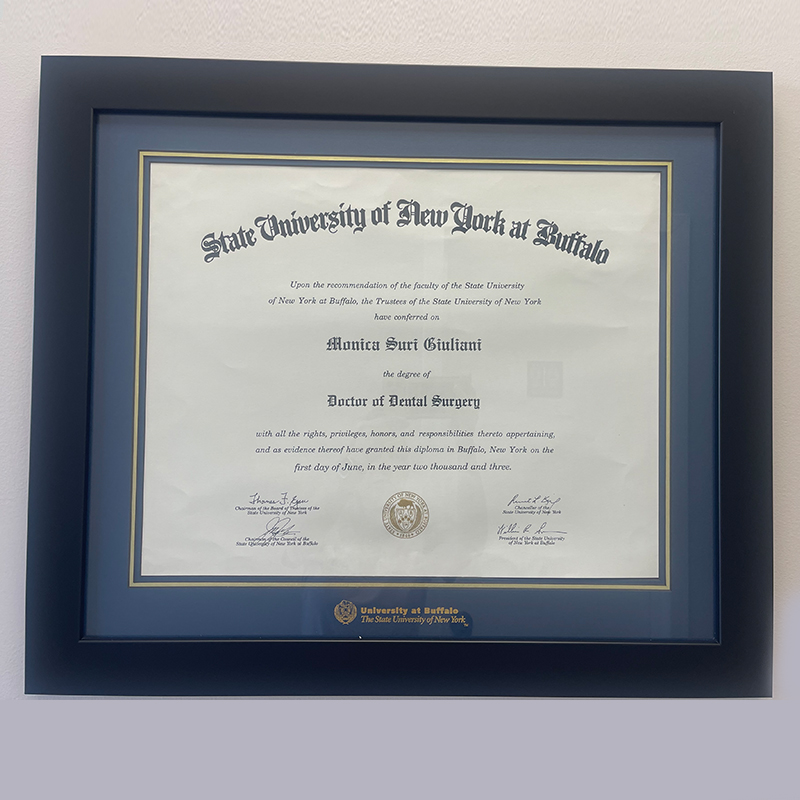 State University of New York at Buffalo
Upon the recommendation of the faculty of the State University
of New York at Buffalo, the Trustees of the State University of New York
have conferred on
Monica Suri Giuliani
the degree of
Doctor of Dental Surgery
with all the rights, privileges, honors, and responsibilities thereto appertaining,
and as evidence thereof have granted this diploma in Buffalo, New York on the
first day of June, in the year two thousand and three.
Thomas F. Egan
Chairman of the Board of Trustees of the
State University of New York
Chairman of the Council of the
State University of New York at Buffalo
Chancellor of the
State University of New York
William R.
President of the State University
of New York at Buffalo
University at Buffalo
The State University of New York